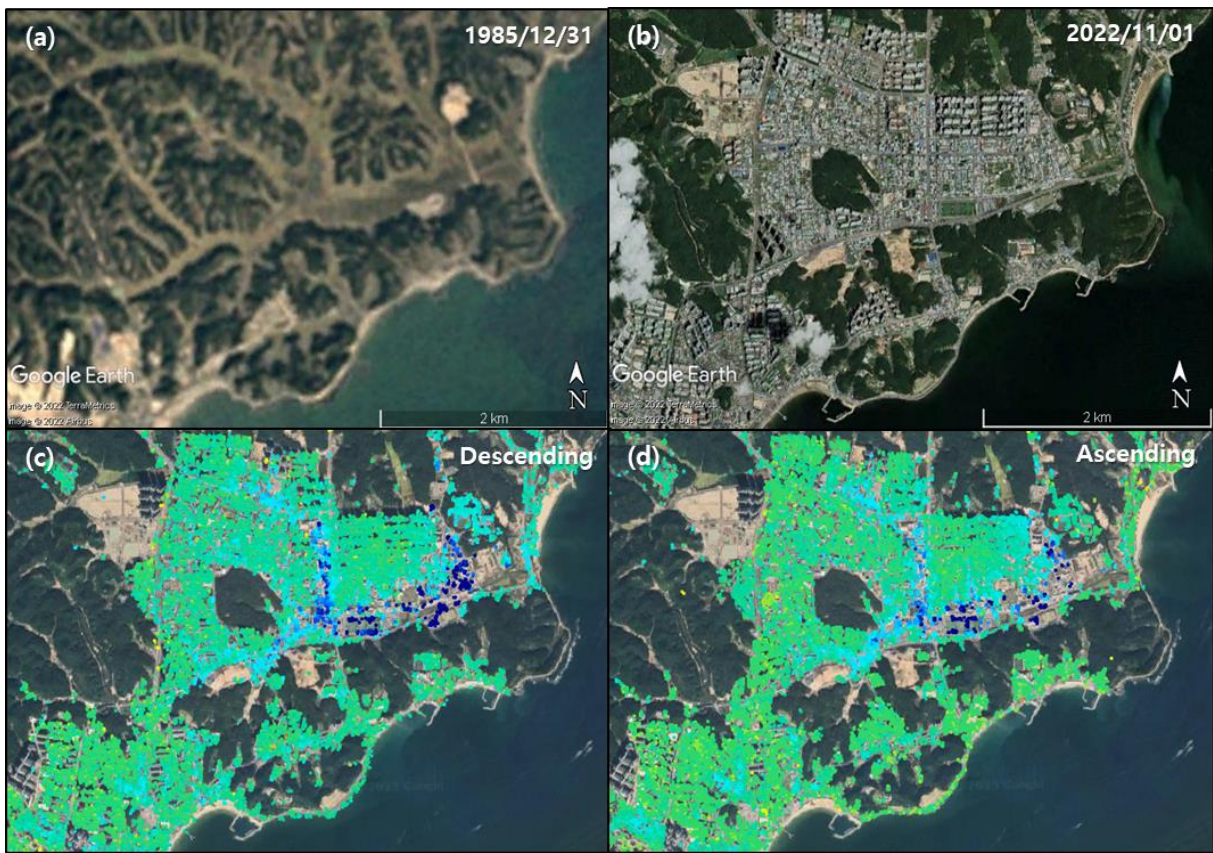 (a)
1985/12/31
Google Earth
Image © 2022 TerraMetrics
Image © 2022 Airbus
2 km
N
(b)
2022/11/01
Google Earth
Image © 2022 TerraMetrics
Image © 2022 Airbus
2 km
N
(c)
Descending
(d)
Ascending